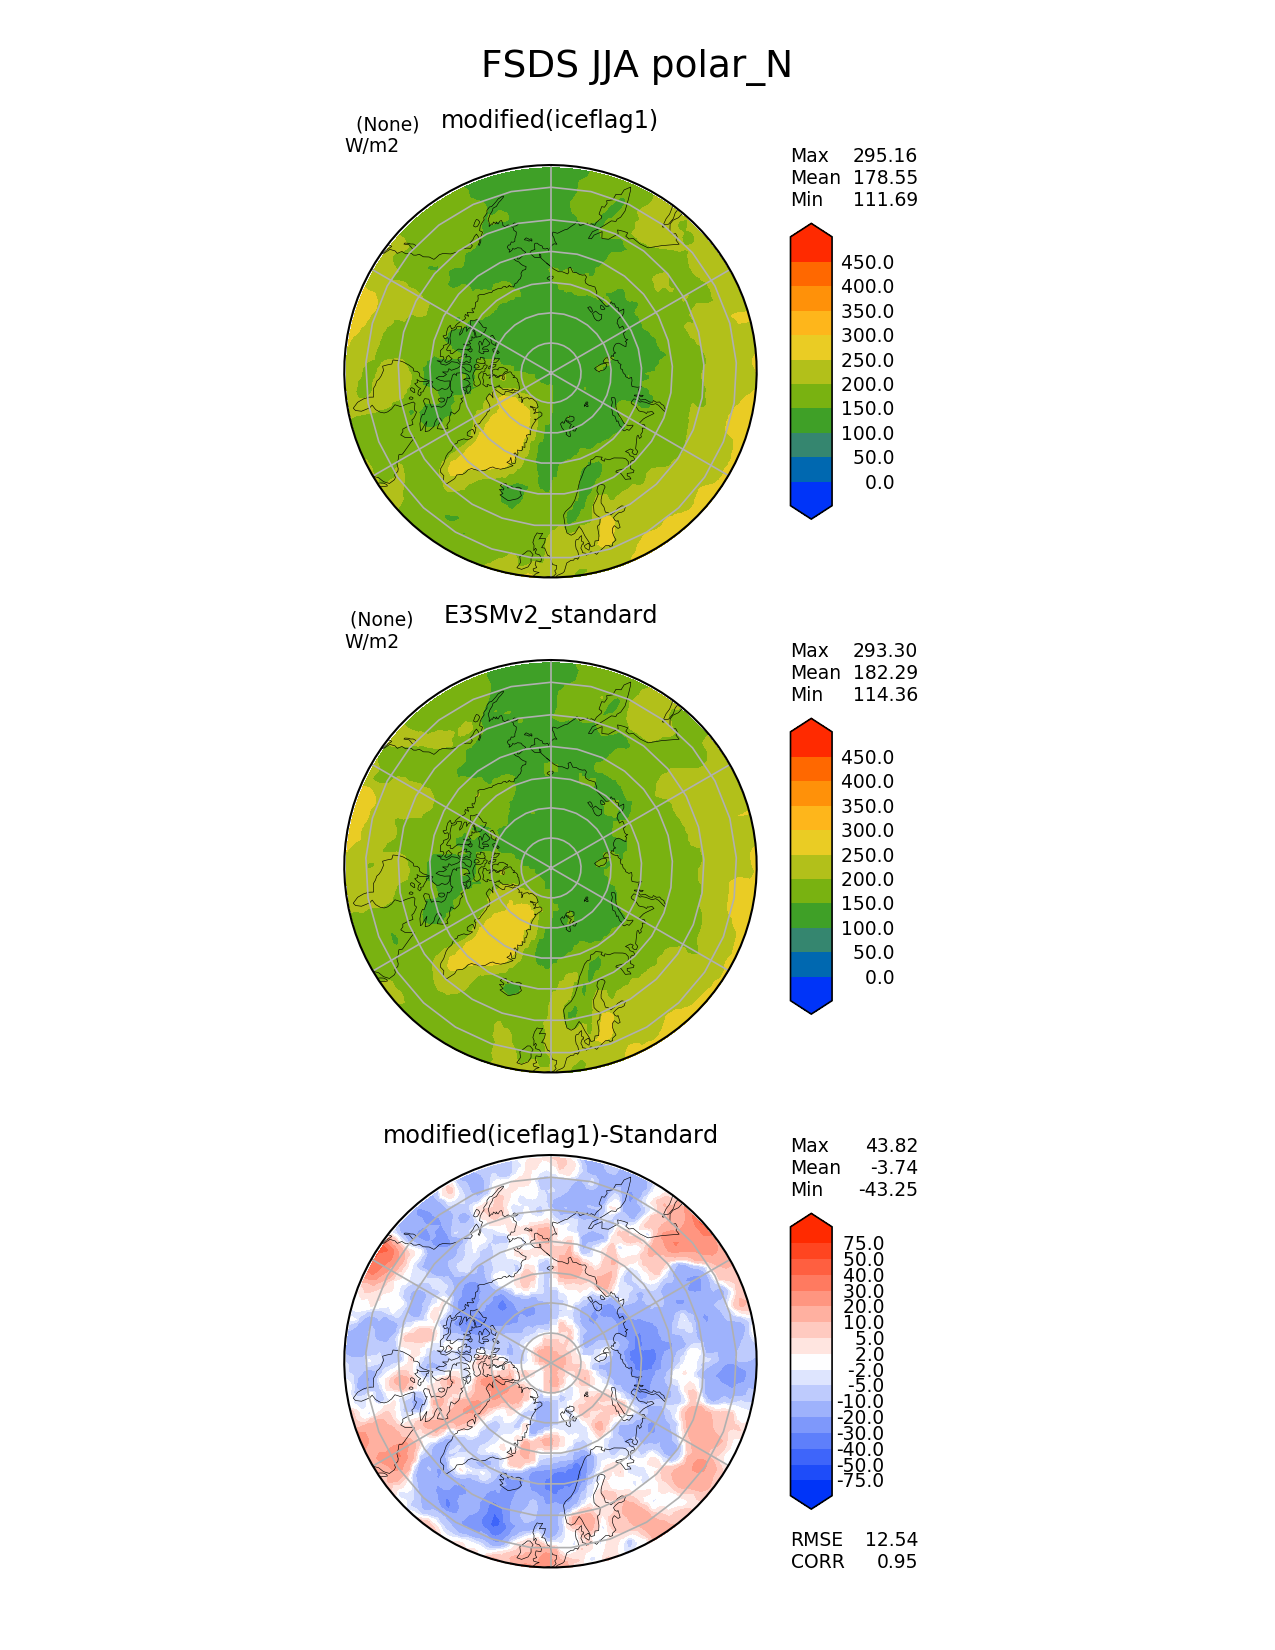 FSDS JJA polar_N
(None) modified(iceflag1)
W/m2
Max 295.16
Mean 178.55
Min 111.69
450.0
400.0
350.0
300.0
250.0
200.0
150.0
100.0
50.0
0.0
(None) E3SMv2_standard
W/m2
Max 293.30
Mean 182.29
Min 114.36
450.0
400.0
350.0
300.0
250.0
200.0
150.0
100.0
50.0
0.0
modified(iceflag1)-Standard
Max 43.82
Mean -3.74
Min -43.25
75.0
50.0
40.0
30.0
20.0
10.0
5.0
2.0
-2.0
-5.0
-10.0
-20.0
-30.0
-40.0
-50.0
-75.0
RMSE 12.54
CORR 0.95